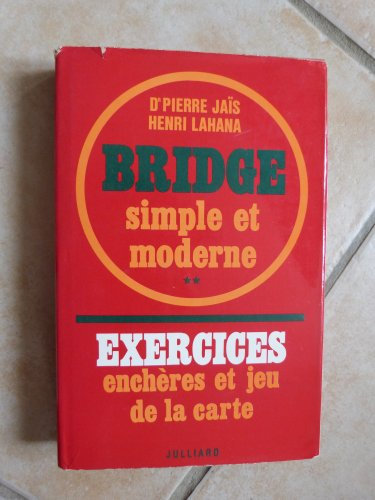 Dr PIERRE JAÏS
HENRI LAHANA
BRIDGE
simple et
moderne
**
EXERCICES
enchères et jeu
de la carte
JULLIARD